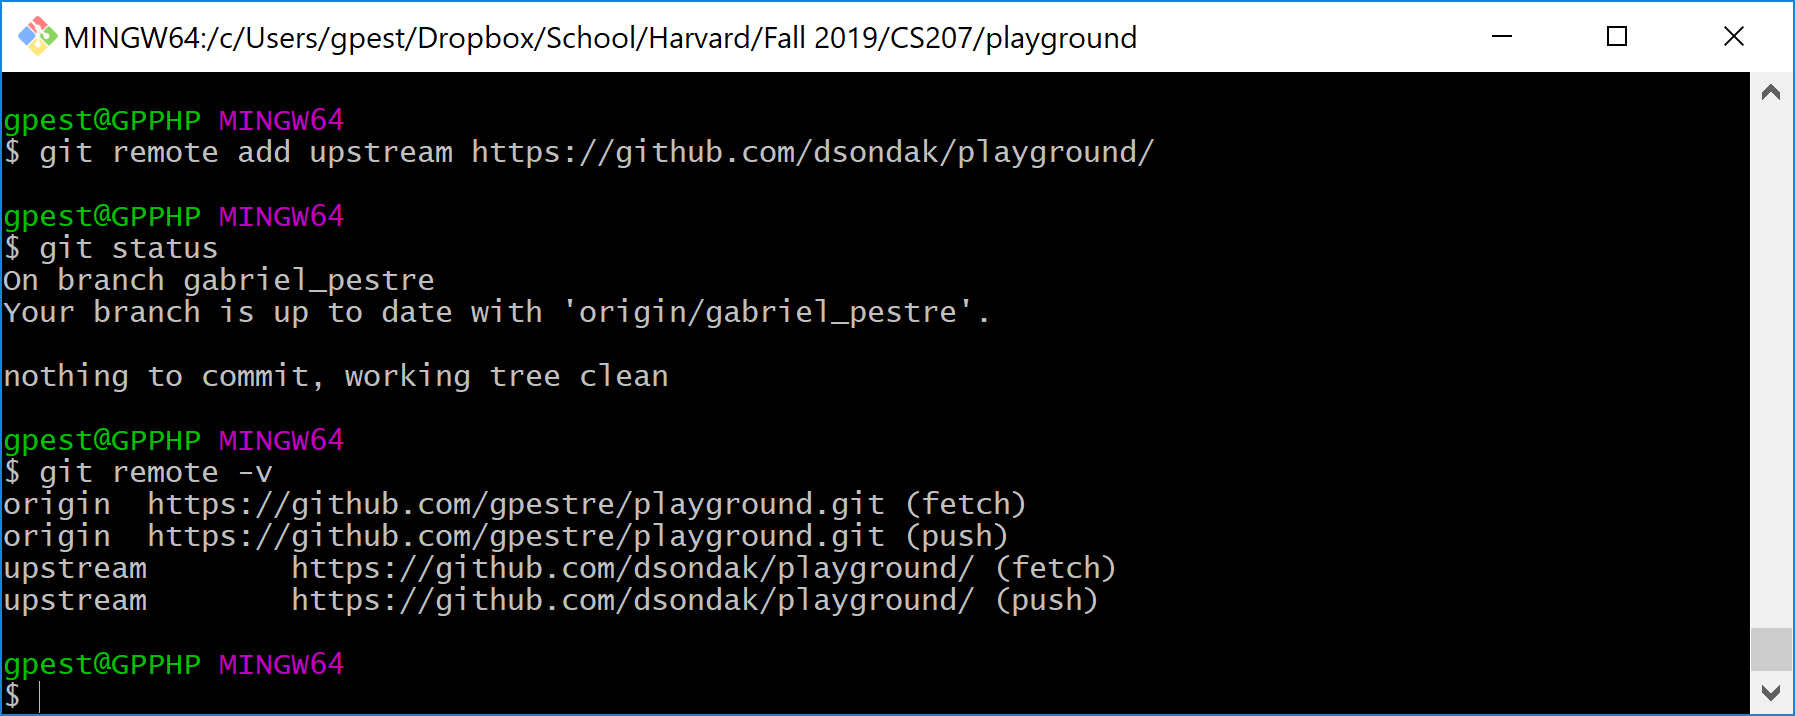 MINGW64:/c/Users/gpest/Dropbox/School/Harvard/Fall 2019/CS207/playground
gpest@GPPHP MINGW64
$ git remote add upstream https://github.com/dsondak/playground/
gpest@GPPHP MINGW64
$ git status
On branch gabriel_pestre
Your branch is up to date with 'origin/gabriel_pestre'.
nothing to commit, working tree clean
gpest@GPPHP MINGW64
$ git remote -v
origin  https://github.com/gpestre/playground.git (fetch)
origin  https://github.com/gpestre/playground.git (push)
upstream        https://github.com/dsondak/playground/ (fetch)
upstream        https://github.com/dsondak/playground/ (push)
gpest@GPPHP MINGW64
$